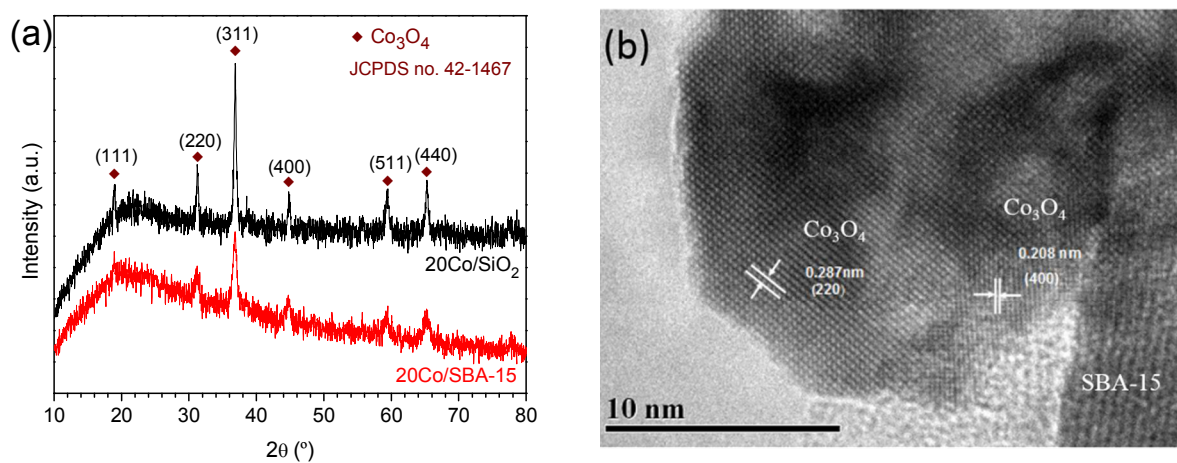 (a)
Co₃O₄
JCPDS no. 42-1467
(111)
(220)
(311)
(400)
(511)
(440)
20Co/SiO₂
20Co/SBA-15
Intensity (a.u.)
10 20 30 40 50 60 70 80
2θ (º)
(b)
Co₃O₄
0.287nm
(220)
Co₃O₄
0.208 nm
(400)
SBA-15
10 nm